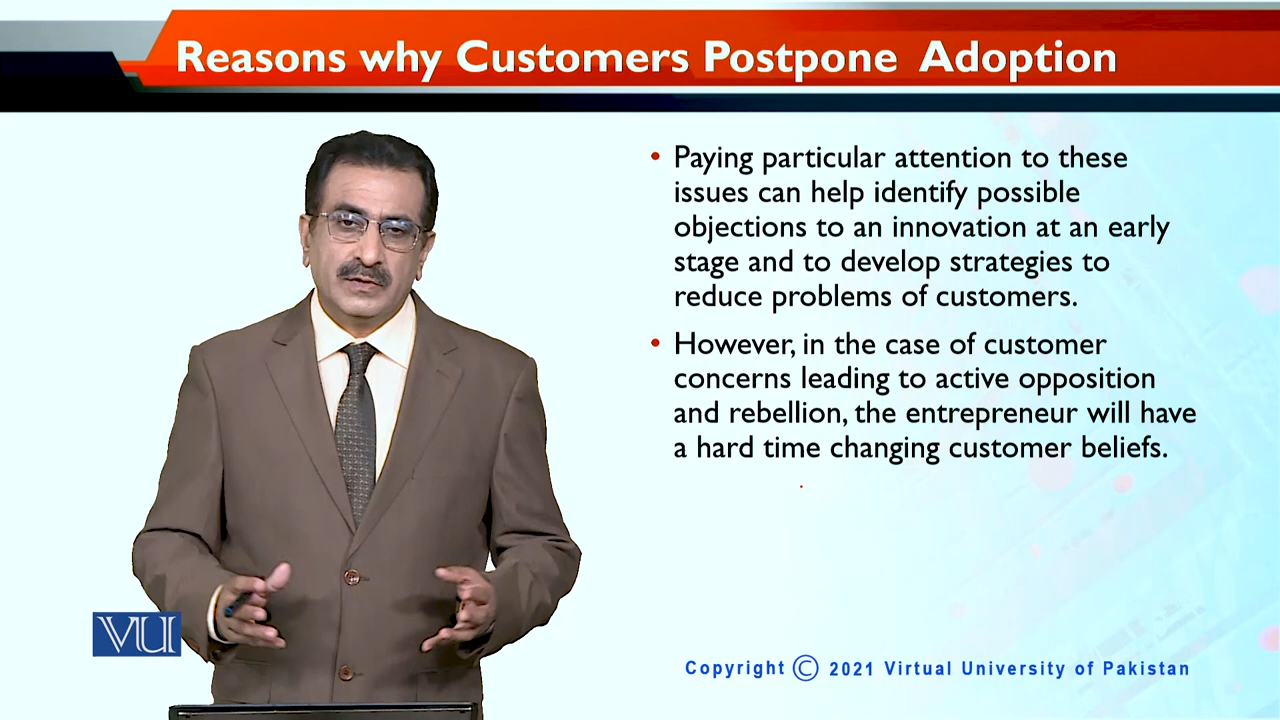 Reasons why Customers Postpone Adoption
• Paying particular attention to these
issues can help identify possible
objections to an innovation at an early
stage and to develop strategies to
reduce problems of customers.
• However, in the case of customer
concerns leading to active opposition
and rebellion, the entrepreneur will have
a hard time changing customer beliefs.
VU
Copyright © 2021 Virtual University of Pakistan